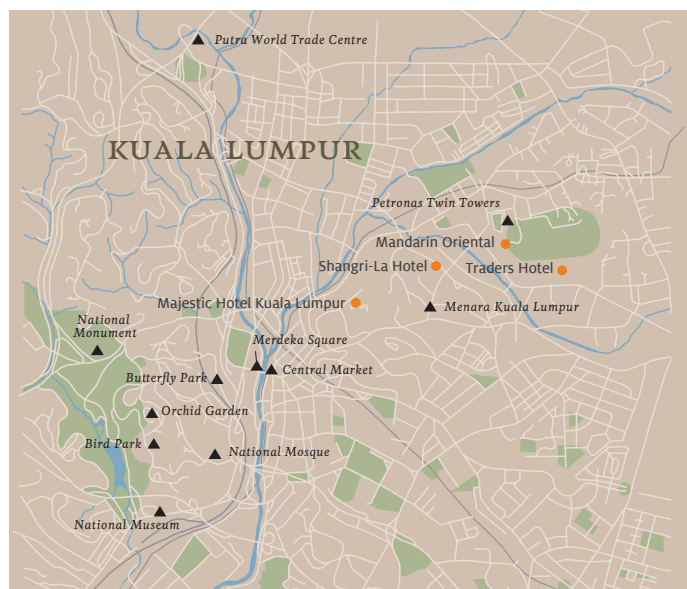 Putra World Trade Centre
KUALA LUMPUR
Petronas Twin Towers
Mandarin Oriental
Shangri-La Hotel
Traders Hotel
Majestic Hotel Kuala Lumpur
Menara Kuala Lumpur
National
Monument
Merdeka Square
Central Market
Butterfly Park
Orchid Garden
Bird Park
National Mosque
National Museum